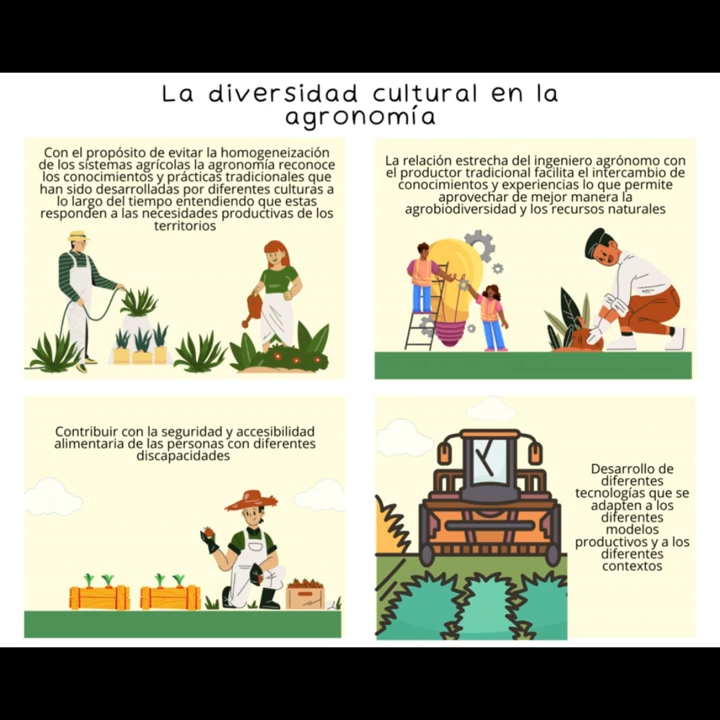 La diversidad cultural en la
agronomía
Con el propósito de evitar la homogeneización
de los sistemas agrícolas la agronomía reconoce
los conocimientos y prácticas tradicionales que
han sido desarrolladas por diferentes culturas a
lo largo del tiempo entendiendo que estas
responden a las necesidades productivas de los
territorios
La relación estrecha del ingeniero agrónomo con
el productor tradicional facilita el intercambio de
conocimientos y experiencias lo que permite
aprovechar de mejor manera la
agrobiodiversidad y los recursos naturales
Contribuir con la seguridad y accesibilidad
alimentaria de las personas con diferentes
discapacidades
Desarrollo de
diferentes
tecnologías que se
adapten a los
diferentes
modelos
productivos y a los
diferentes
contextos